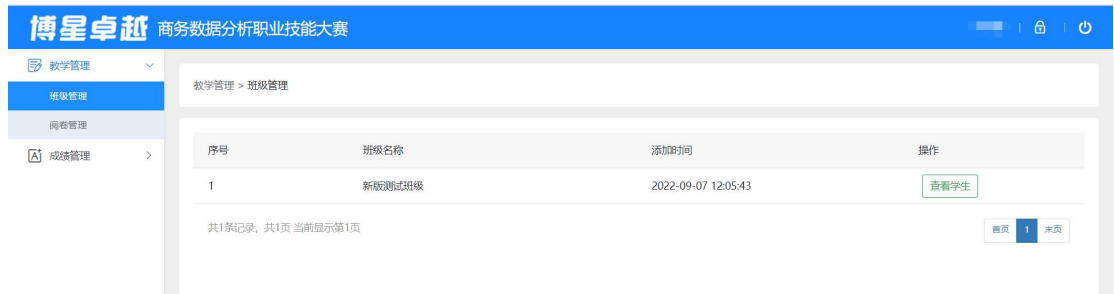 博星卓越 商务数据分析职业技能大赛
教学管理
班级管理
阅卷管理
成绩管理
教学管理 > 班级管理
序号 班级名称 添加时间 操作
1 新版测试班级 2022-09-07 12:05:43 查看学生
共1条记录, 共1页 当前显示第1页 首页 1 末页